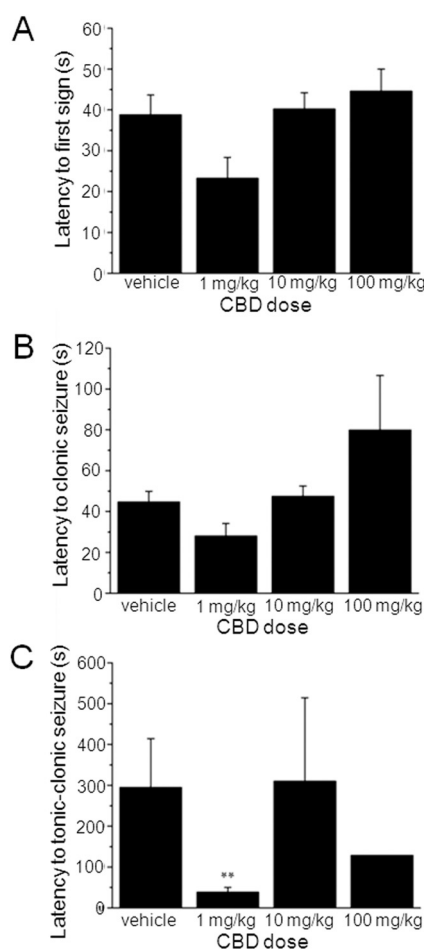 A
Latency to first sign (s)
60
50
40
30
20
10
0
vehicle 1 mg/kg 10 mg/kg 100 mg/kg
CBD dose
B
Latency to clonic seizure (s)
120
100
80
60
40
20
0
vehicle 1 mg/kg 10 mg/kg 100 mg/kg
CBD dose
C
Latency to tonic-clonic seizure (s)
600
500
400
300
200
100
0
**
vehicle 1 mg/kg 10 mg/kg 100 mg/kg
CBD dose